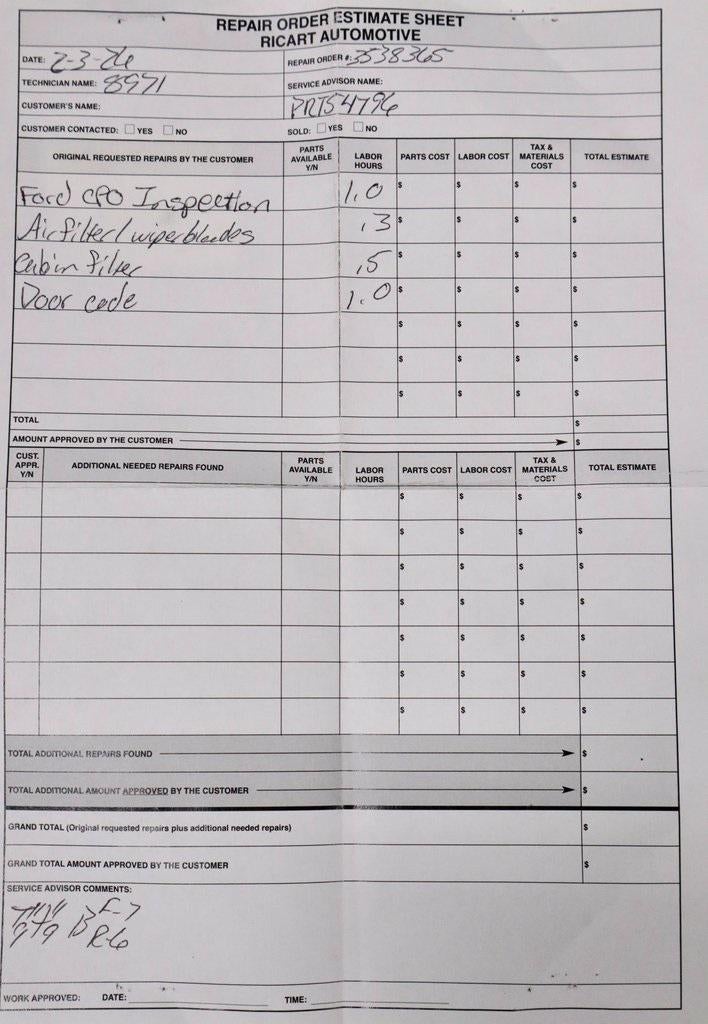 REPAIR ORDER ESTIMATE SHEET
RICART AUTOMOTIVE
DATE: 2-3-26 REPAIR ORDER #: 3538365
TECHNICIAN NAME: 8971 SERVICE ADVISOR NAME:
CUSTOMER'S NAME: PRT54796
CUSTOMER CONTACTED: YES NO SOLD: YES NO
ORIGINAL REQUESTED REPAIRS BY THE CUSTOMER PARTS AVAILABLE Y/N LABOR HOURS PARTS COST LABOR COST TAX & MATERIALS COST TOTAL ESTIMATE
Ford CPO Inspection 1.0 $ $ $ $
Air filter/wiper blades .3 $ $ $ $
Cabin filter .5 $ $ $ $
Door code 1.0 $ $ $ $
$ $ $ $
$ $ $ $
$ $ $ $
TOTAL $
AMOUNT APPROVED BY THE CUSTOMER $
CUST. APPR. Y/N ADDITIONAL NEEDED REPAIRS FOUND PARTS AVAILABLE Y/N LABOR HOURS PARTS COST LABOR COST TAX & MATERIALS COST TOTAL ESTIMATE
$ $ $ $
$ $ $ $
$ $ $ $
$ $ $ $
$ $ $ $
$ $ $ $
$ $ $ $
TOTAL ADDITIONAL REPAIRS FOUND $
TOTAL ADDITIONAL AMOUNT APPROVED BY THE CUSTOMER $
GRAND TOTAL (Original requested repairs plus additional needed repairs) $
GRAND TOTAL AMOUNT APPROVED BY THE CUSTOMER $
SERVICE ADVISOR COMMENTS:
B F-7
R-6
WORK APPROVED: DATE: TIME: